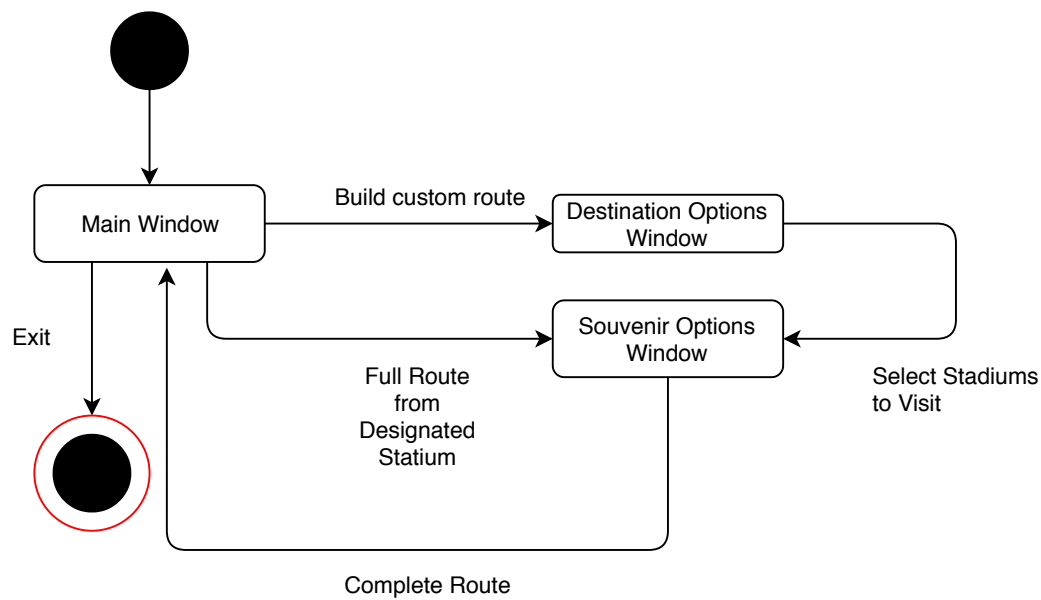 Build custom route
Main Window
Destination Options
Window
Exit
Souvenir Options
Window
Full Route
from
Designated
Statium
Select Stadiums
to Visit
Complete Route